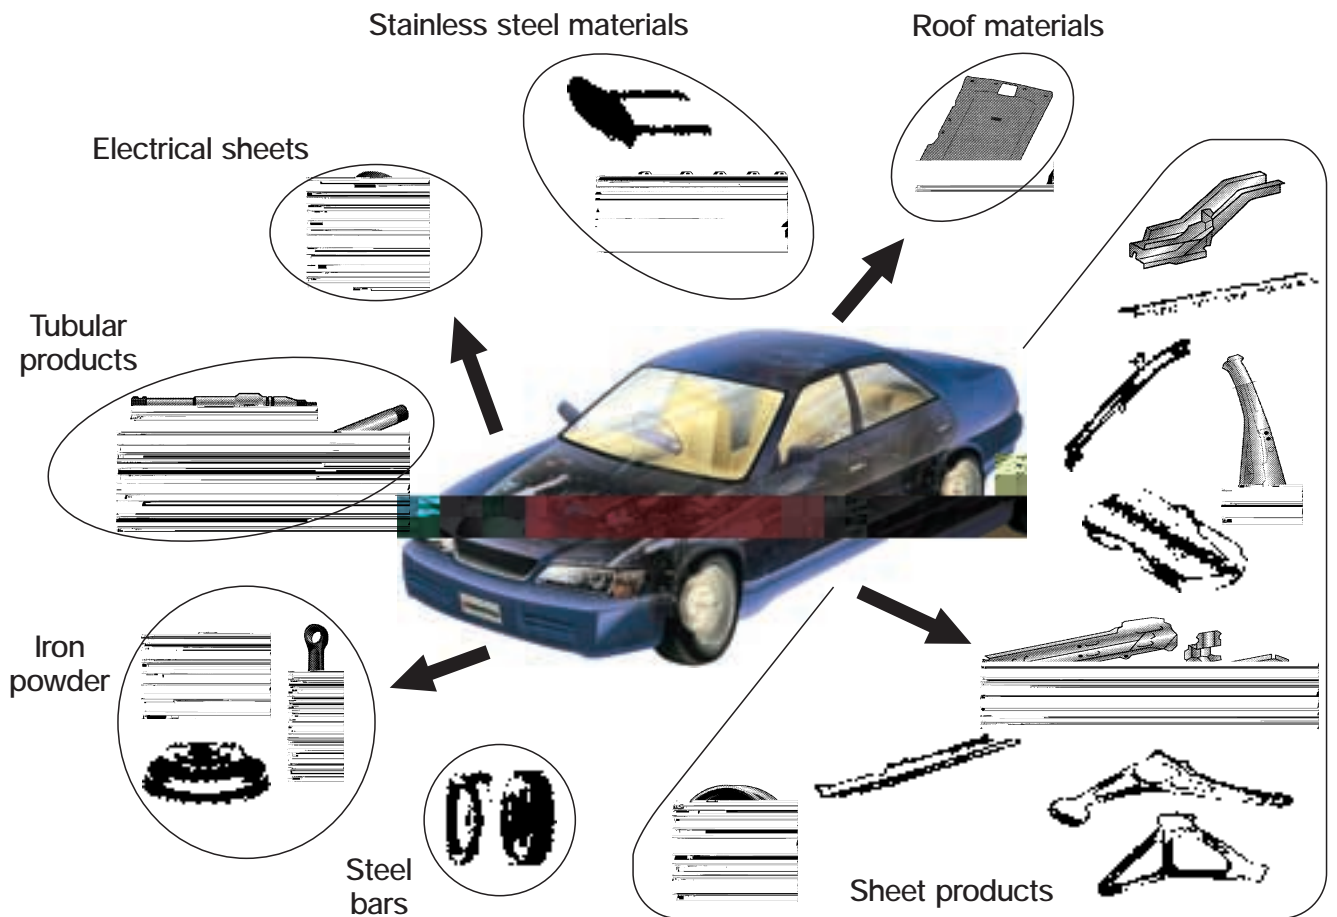 Stainless steel materials
Roof materials
Electrical sheets
Tubular
products
Iron
powder
Steel
bars
Sheet products